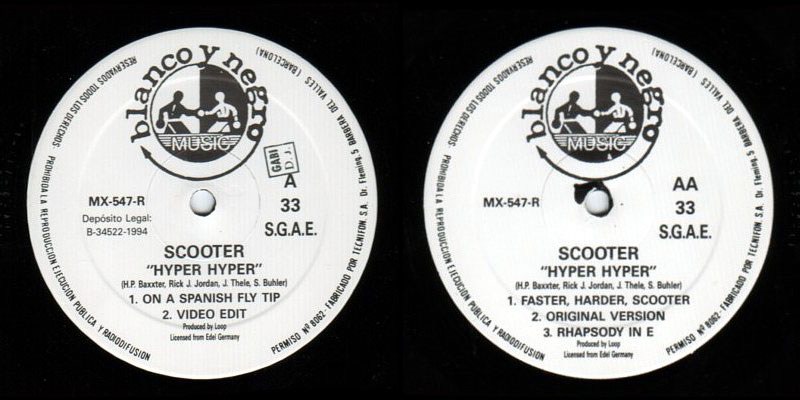 blanco y negro
MUSIC
GABI
D.J.
A
MX-547-R
33
Depósito Legal:
B-34522-1994
S.G.A.E.
SCOOTER
"HYPER HYPER"
(H.P. Baxxter, Rick J. Jordan, J. Thele, S. Buhler)
1. ON A SPANISH FLY TIP
2. VIDEO EDIT
Produced by Loop
Licensed from Edel Germany
RESERVADOS TODOS LOS DERECHOS · PROHIBIDA LA REPRODUCCION EJECUCION PUBLICA Y RADIODIFUSION
PERMISO Nº 8062 - FABRICADO POR TECNIFON, S.A. Dr. Fleming, 5 BARBERA DEL VALLES (BARCELONA)
blanco y negro
MUSIC
AA
MX-547-R
33
S.G.A.E.
SCOOTER
"HYPER HYPER"
(H.P. Baxxter, Rick J. Jordan, J. Thele, S. Buhler)
1. FASTER, HARDER, SCOOTER
2. ORIGINAL VERSION
3. RHAPSODY IN E
Produced by Loop
Licensed from Edel Germany
RESERVADOS TODOS LOS DERECHOS · PROHIBIDA LA REPRODUCCION EJECUCION PUBLICA Y RADIODIFUSION
PERMISO Nº 8062 - FABRICADO POR TECNIFON, S.A. Dr. Fleming, 5 BARBERA DEL VALLES (BARCELONA)